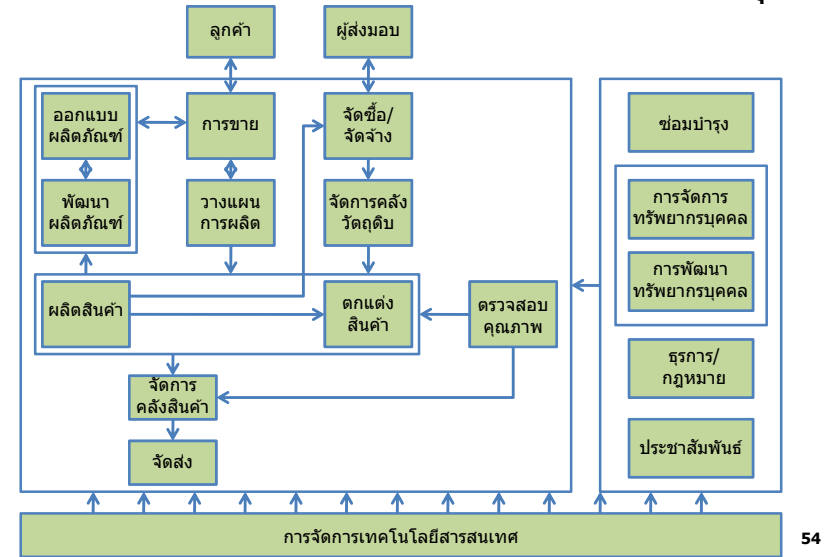 ลูกค้า
ผู้ส่งมอบ
ออกแบบ
ผลิตภัณฑ์
การขาย
จัดซื้อ/
จัดจ้าง
ซ่อมบำรุง
พัฒนา
ผลิตภัณฑ์
วางแผน
การผลิต
จัดการคลัง
วัตถุดิบ
การจัดการ
ทรัพยากรบุคคล
การพัฒนา
ทรัพยากรบุคคล
ผลิตสินค้า
ตกแต่ง
สินค้า
ตรวจสอบ
คุณภาพ
ธุรการ/
กฎหมาย
จัดการ
คลังสินค้า
จัดส่ง
ประชาสัมพันธ์
การจัดการเทคโนโลยีสารสนเทศ
54